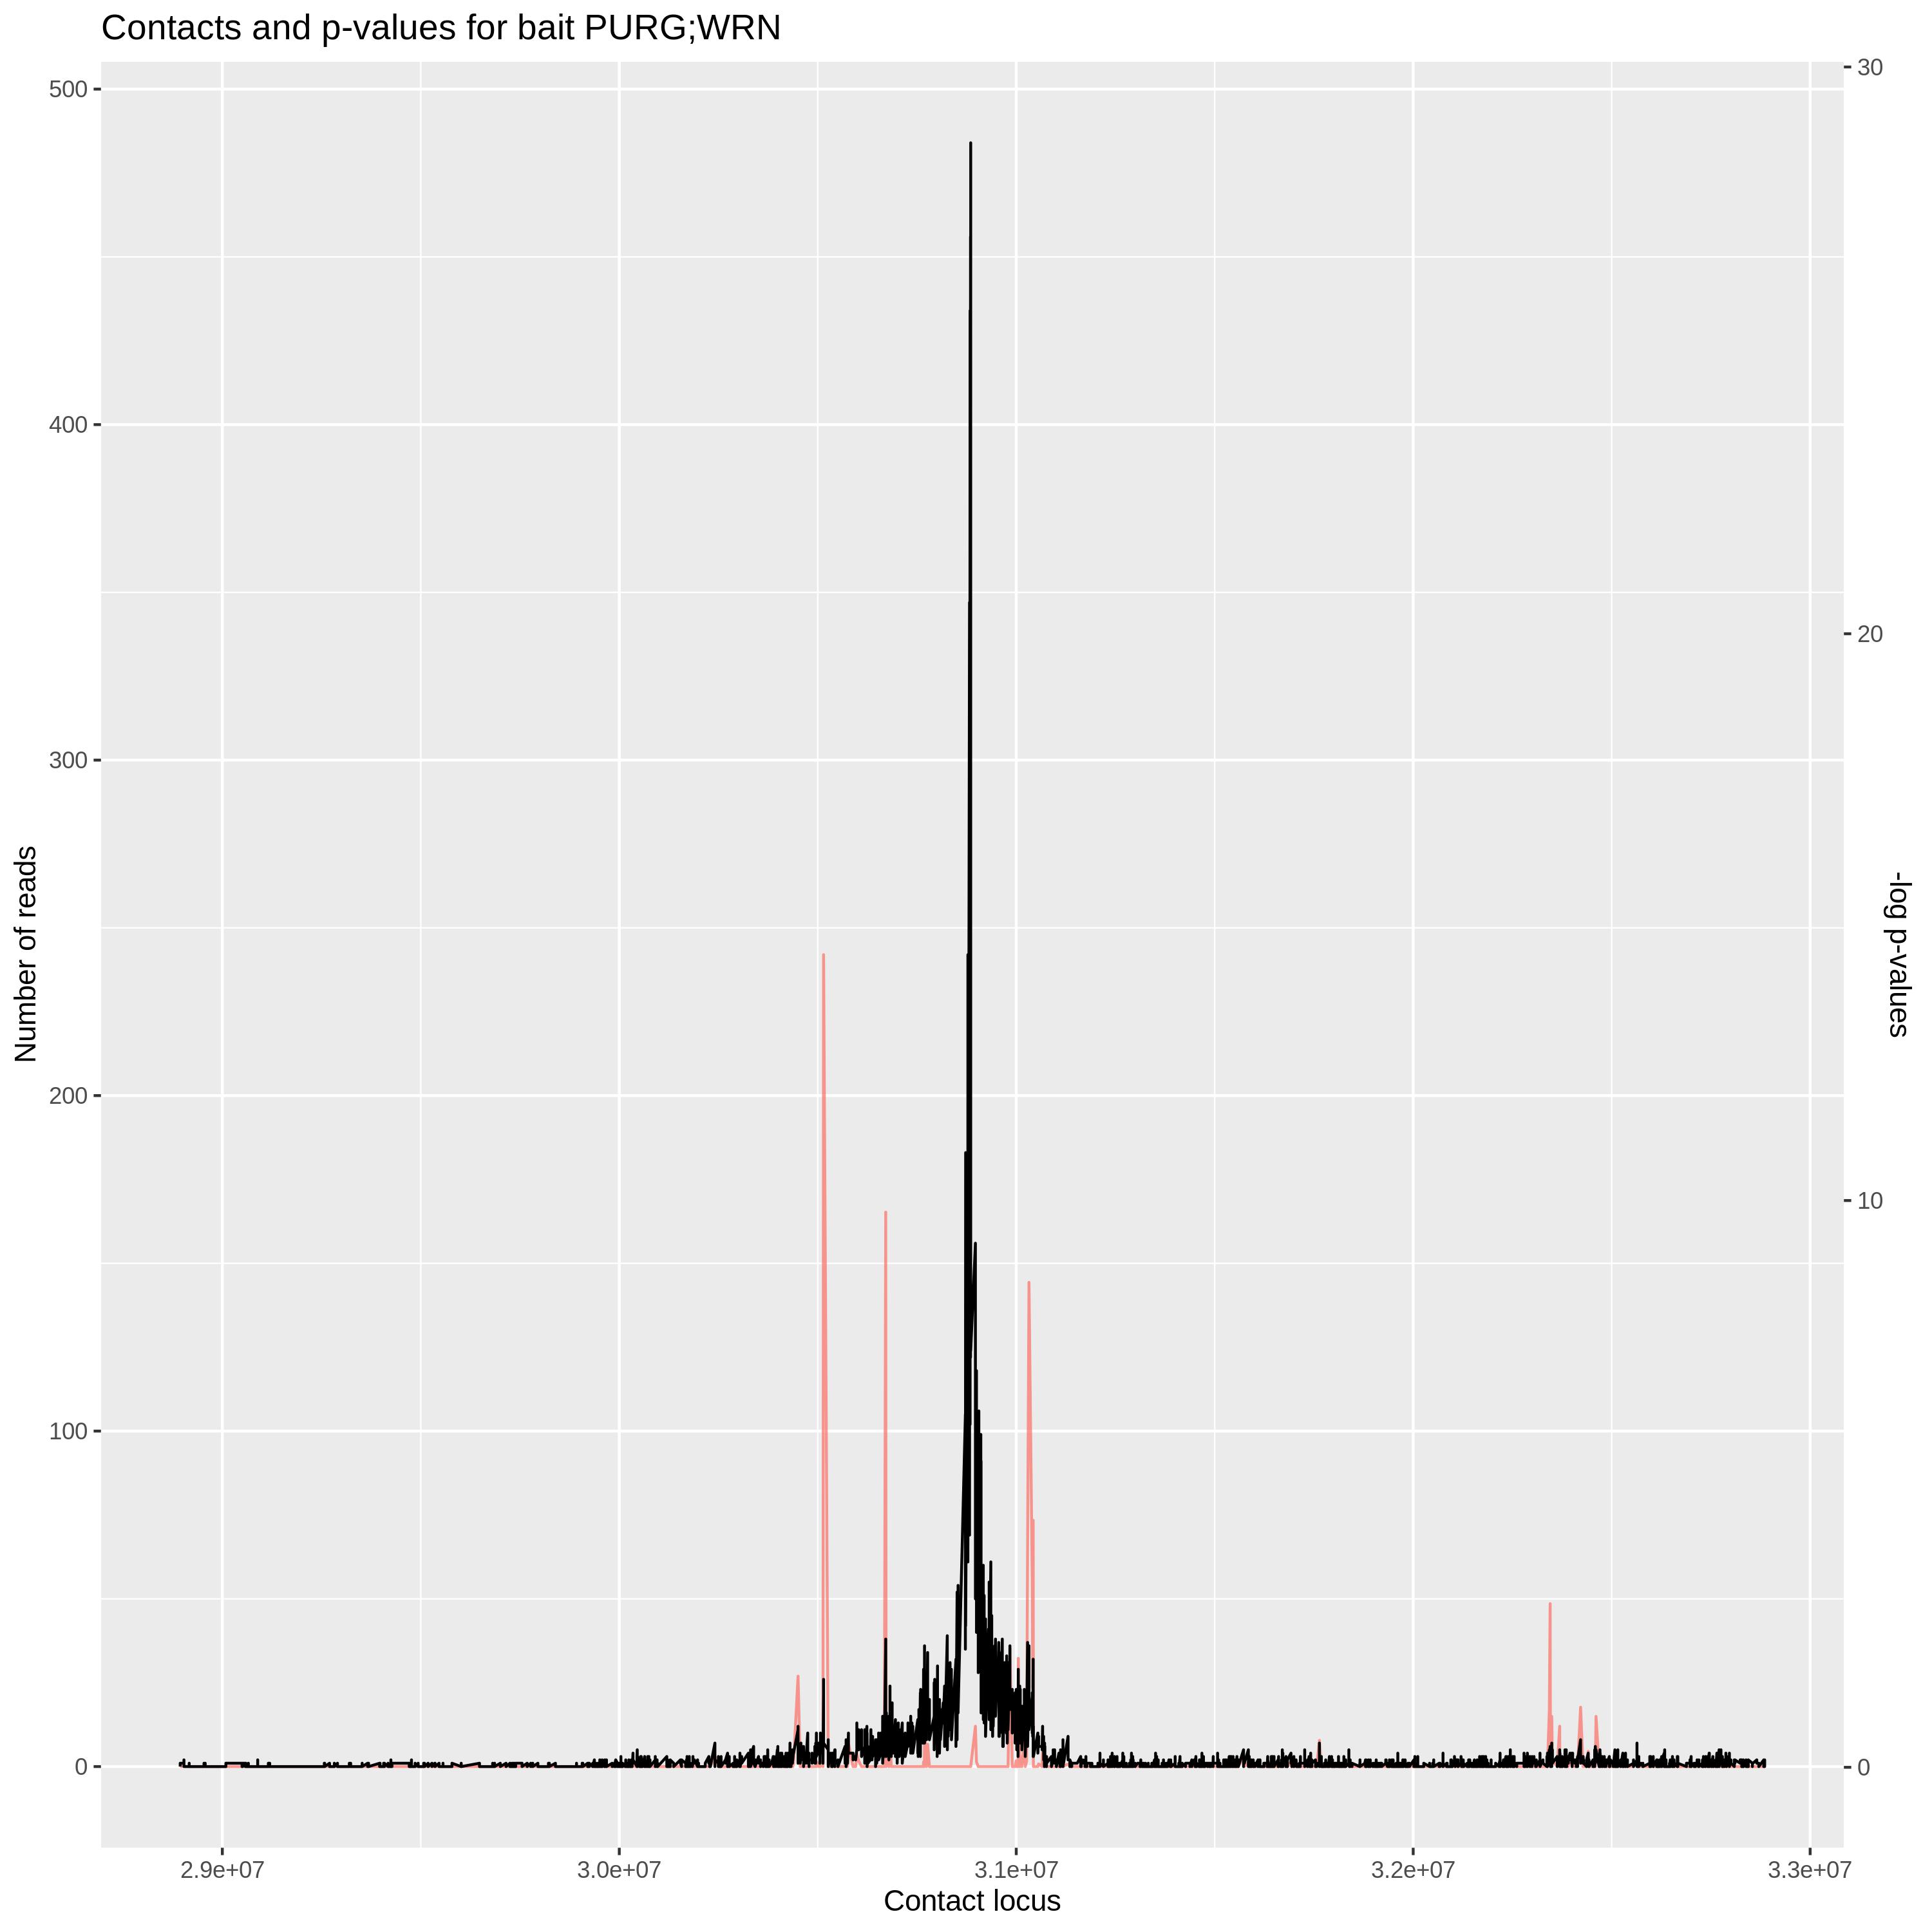 Contacts and p-values for bait PURG;WRN
500
400
300
200
100
0
Number of reads
30
20
10
0
-log p-values
2.9e+07 3.0e+07 3.1e+07 3.2e+07 3.3e+07
Contact locus